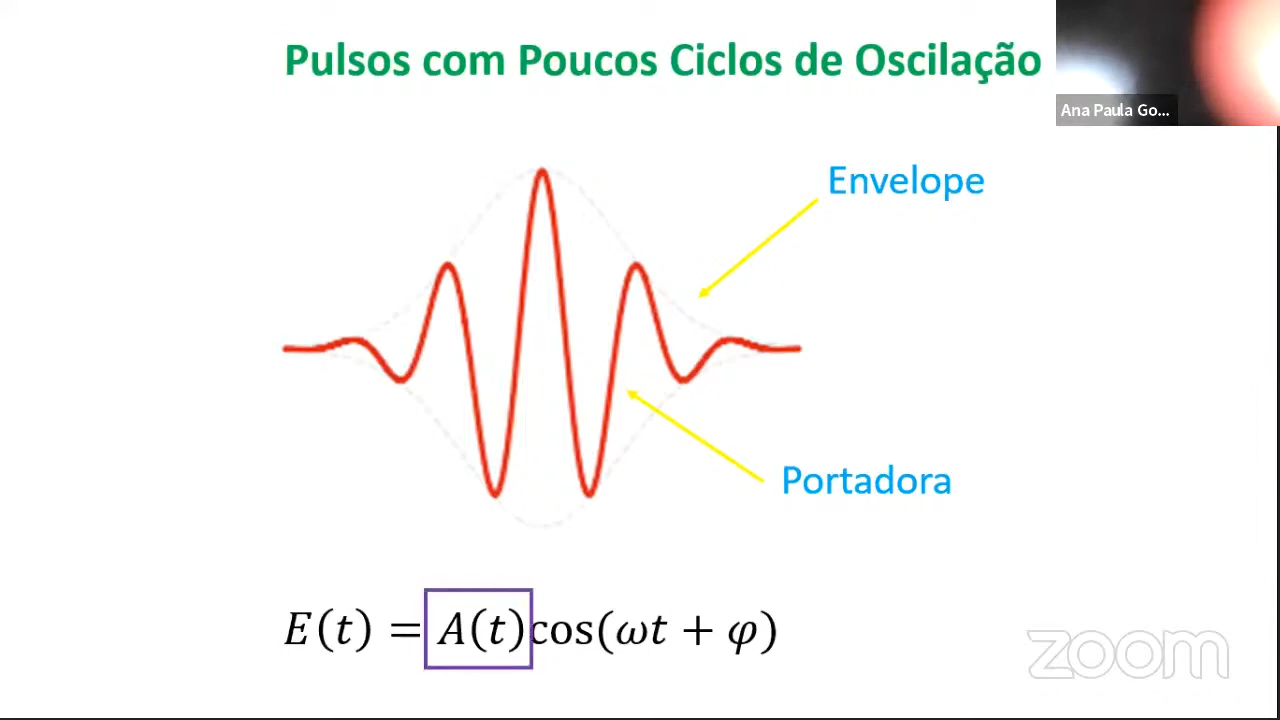 Pulsos com Poucos Ciclos de Oscilação
Ana Paula Go...
Envelope
Portadora
E(t) = A(t)cos(ωt + φ)
zoom